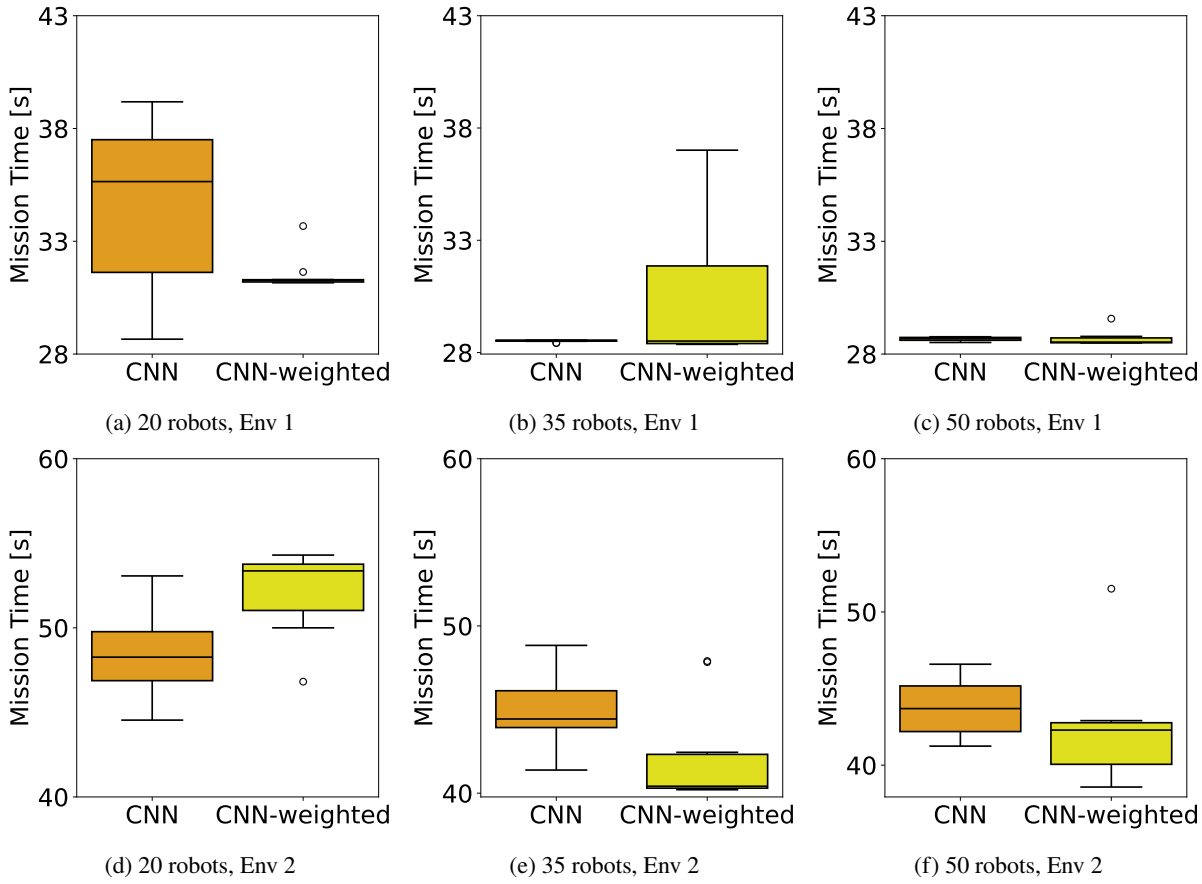 43
38
33
28
Mission Time [s]
CNN
CNN-weighted
(a) 20 robots, Env 1
43
38
33
28
Mission Time [s]
CNN
CNN-weighted
(b) 35 robots, Env 1
43
38
33
28
Mission Time [s]
CNN
CNN-weighted
(c) 50 robots, Env 1
60
50
40
Mission Time [s]
CNN
CNN-weighted
(d) 20 robots, Env 2
60
50
40
Mission Time [s]
CNN
CNN-weighted
(e) 35 robots, Env 2
60
50
40
Mission Time [s]
CNN
CNN-weighted
(f) 50 robots, Env 2